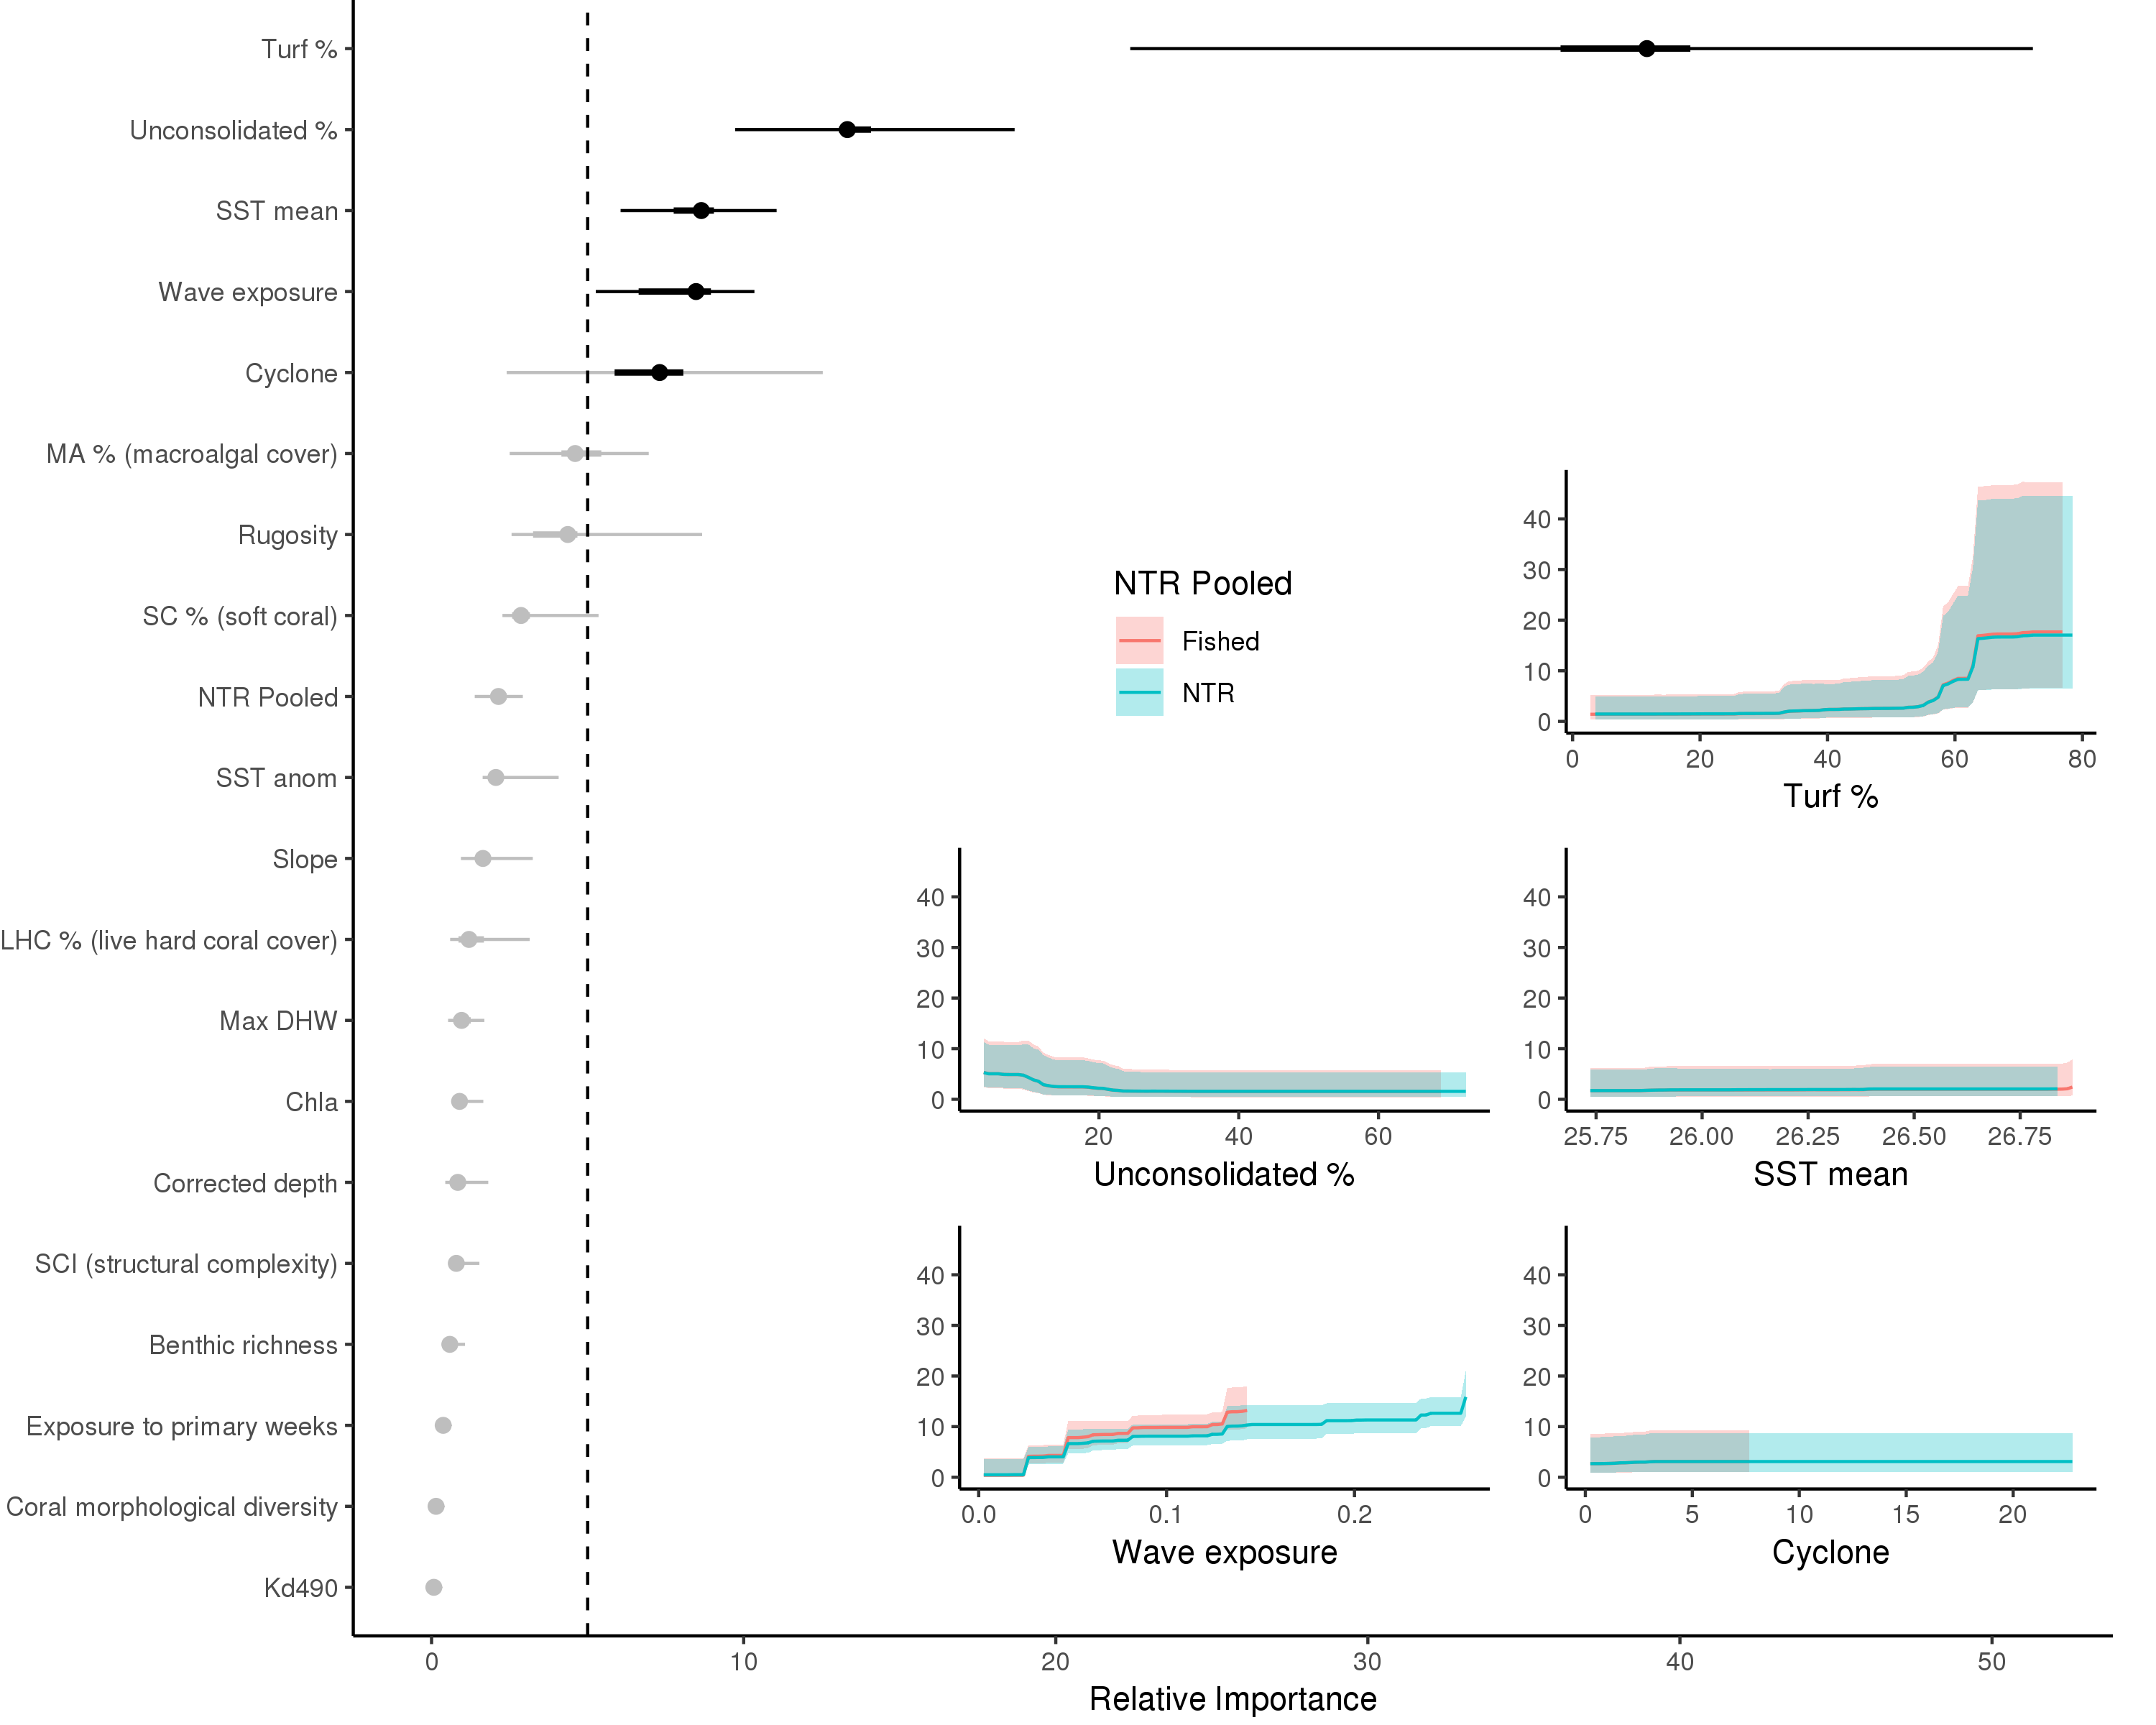 Turf %
Unconsolidated %
SST mean
Wave exposure
Cyclone
MA % (macroalgal cover)
Rugosity
SC % (soft coral)
NTR Pooled
SST anom
Slope
LHC % (live hard coral cover)
Max DHW
Chla
Corrected depth
SCI (structural complexity)
Benthic richness
Exposure to primary weeks
Coral morphological diversity
Kd490
0 10 20 30 40 50
Relative Importance
NTR Pooled
Fished
NTR
40
30
20
10
0
0 20 40 60 80
Turf %
40
30
20
10
0
20 40 60
Unconsolidated %
40
30
20
10
0
25.75 26.00 26.25 26.50 26.75
SST mean
40
30
20
10
0
0.0 0.1 0.2
Wave exposure
40
30
20
10
0
0 5 10 15 20
Cyclone